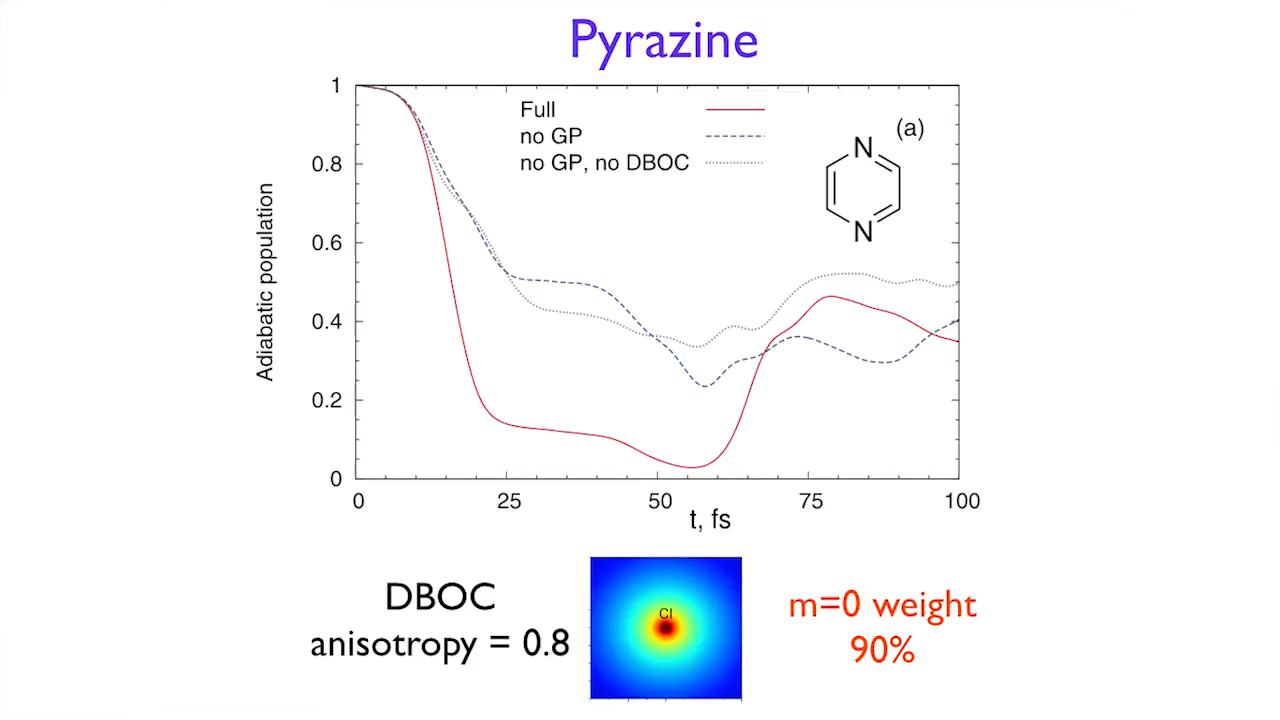 Pyrazine
1
0.8
0.6
0.4
0.2
0
Adiabatic population
Full
no GP
no GP, no DBOC
(a)
N
N
0
25
50
75
100
t, fs
DBOC
anisotropy = 0.8
CI
m=0 weight
90%